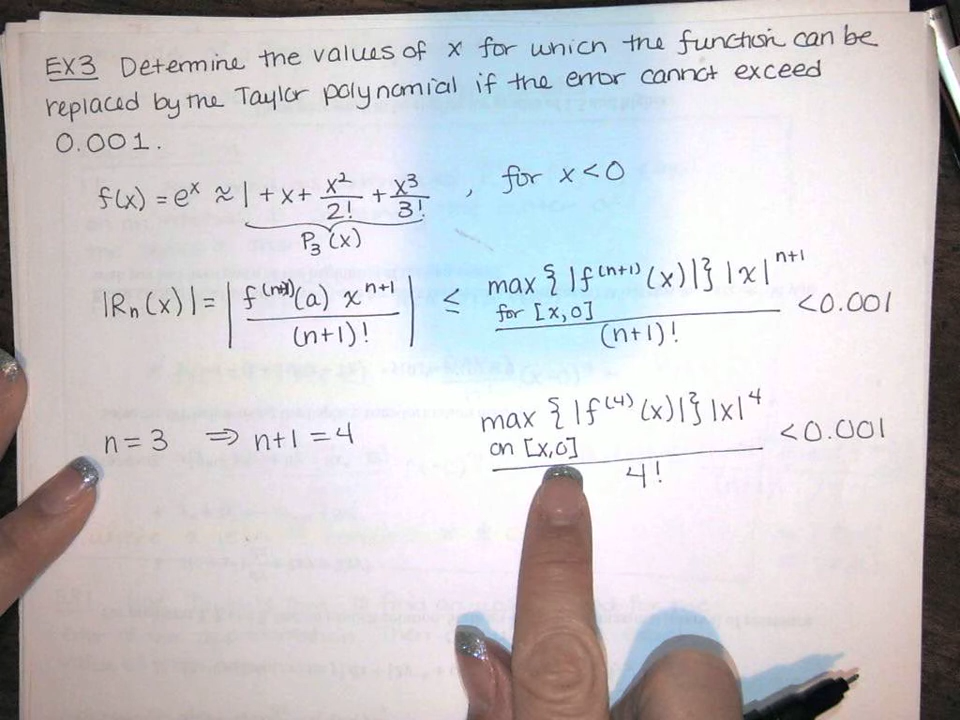 EX3 Determine the values of x for which the function can be
replaced by the Taylor polynomial if the error cannot exceed
0.001.
f(x) = eˣ ≈ 1 + x + x²/2! + x³/3! , for x < 0
P₃(x)
|Rₙ(x)| = |f⁽ⁿ⁺¹⁾(a) xⁿ⁺¹/(n+1)!| ≤ max{|f⁽ⁿ⁺¹⁾(x)|}|x|ⁿ⁺¹/(n+1)! < 0.001
for [x,0]
n = 3 ⇒ n+1 = 4 max{|f⁽⁴⁾(x)|}|x|⁴/4! < 0.001
on [x,0]